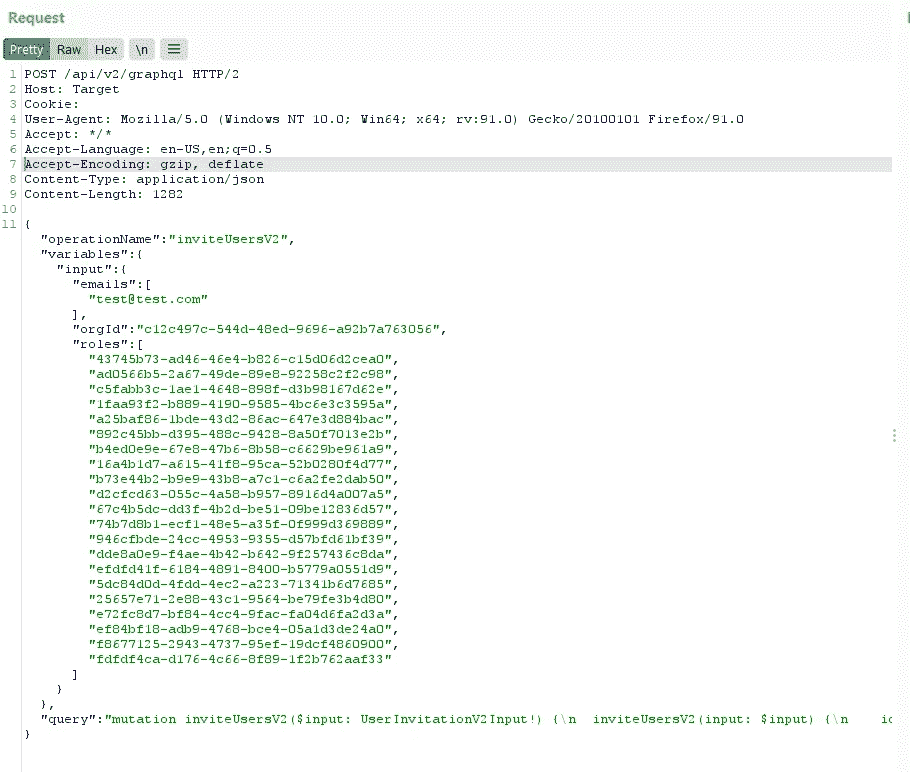 Request
Pretty Raw Hex \n
1 POST /api/v2/graphql HTTP/2
2 Host: Target
3 Cookie:
4 User-Agent: Mozilla/5.0 (Windows NT 10.0; Win64; x64; rv:91.0) Gecko/20100101 Firefox/91.0
5 Accept: */*
6 Accept-Language: en-US,en;q=0.5
7 Accept-Encoding: gzip, deflate
8 Content-Type: application/json
9 Content-Length: 1282
10
11 {
"operationName":"inviteUsersV2",
"variables":{
"input":{
"emails":[
"test@test.com"
],
"orgId":"c12c497c-544d-48ed-9696-a92b7a763056",
"roles":[
"43745b73-ad46-46e4-b826-c15d06d2cea0",
"ad0566b5-2a67-49de-89e8-92258c2f2c98",
"c5fabb3c-1ae1-4648-898f-d3b98167d62e",
"1faa93f2-b889-4190-9585-4bc6e3c3595a",
"a25baf86-1bde-43d2-86ac-647e3d884bac",
"892c45bb-d395-488c-9428-8a50f7013e2b",
"b4ed0e9e-67e8-47b6-8b58-c6629be961a9",
"16a4b1d7-a615-41f8-95ca-52b0280f4d77",
"b73e44b2-b9e9-43b8-a7c1-c6a2fe2dab50",
"d2cfcd63-055c-4a58-b957-8916d4a007a5",
"67c4b5dc-dd3f-4b2d-be51-09be12836d57",
"74b7d8b1-ecf1-48e5-a35f-0f999d369889",
"946cfbde-24cc-4953-9355-d57bfd61bf39",
"dde8a0e9-f4ae-4b42-b642-9f257436c8da",
"efdfd41f-6184-4891-8400-b5779a0551d9",
"5dc84d0d-4fdd-4ec2-a223-71341b6d7685",
"25657e71-2e88-43c1-9564-be79fe3b4d80",
"e72fc8d7-bf84-4cc4-9fac-fa04d6fa2d3a",
"ef84bf18-adb9-4768-bce4-05a1d3de24a0",
"f8677125-2943-4737-95ef-19dcf4860900",
"fdfdf4ca-d176-4c66-8f89-1f2b762aaf33"
]
}
},
"query":"mutation inviteUsersV2($input: UserInvitationV2Input!) {\n  inviteUsersV2(input: $input) {\n
}